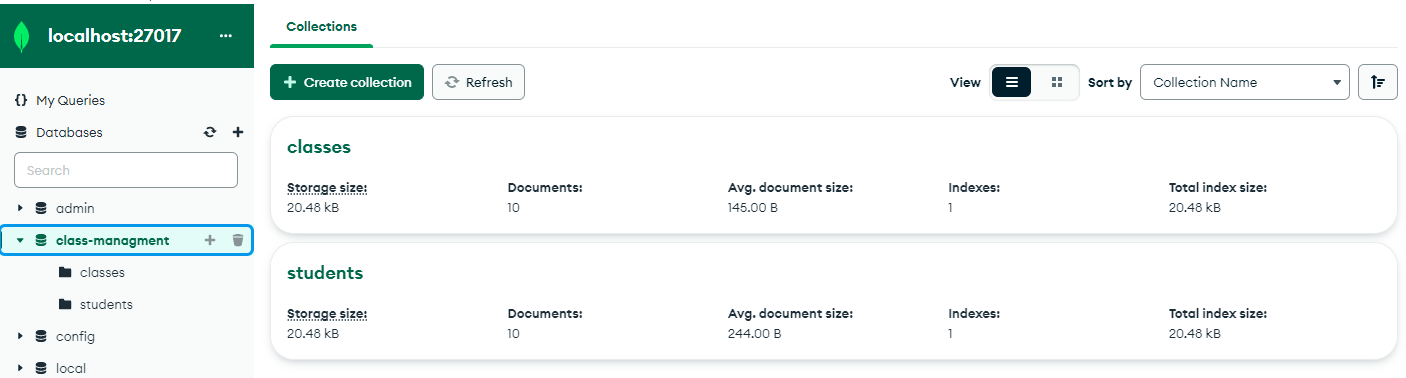 localhost:27017 ...
{} My Queries
Databases
Search
admin
class-managment
classes
students
config
local
Collections
Create collection
Refresh
View
Sort by
Collection Name
classes
Storage size: Documents: Avg. document size: Indexes: Total index size:
20.48 kB 10 145.00 B 1 20.48 kB
students
Storage size: Documents: Avg. document size: Indexes: Total index size:
20.48 kB 10 244.00 B 1 20.48 kB